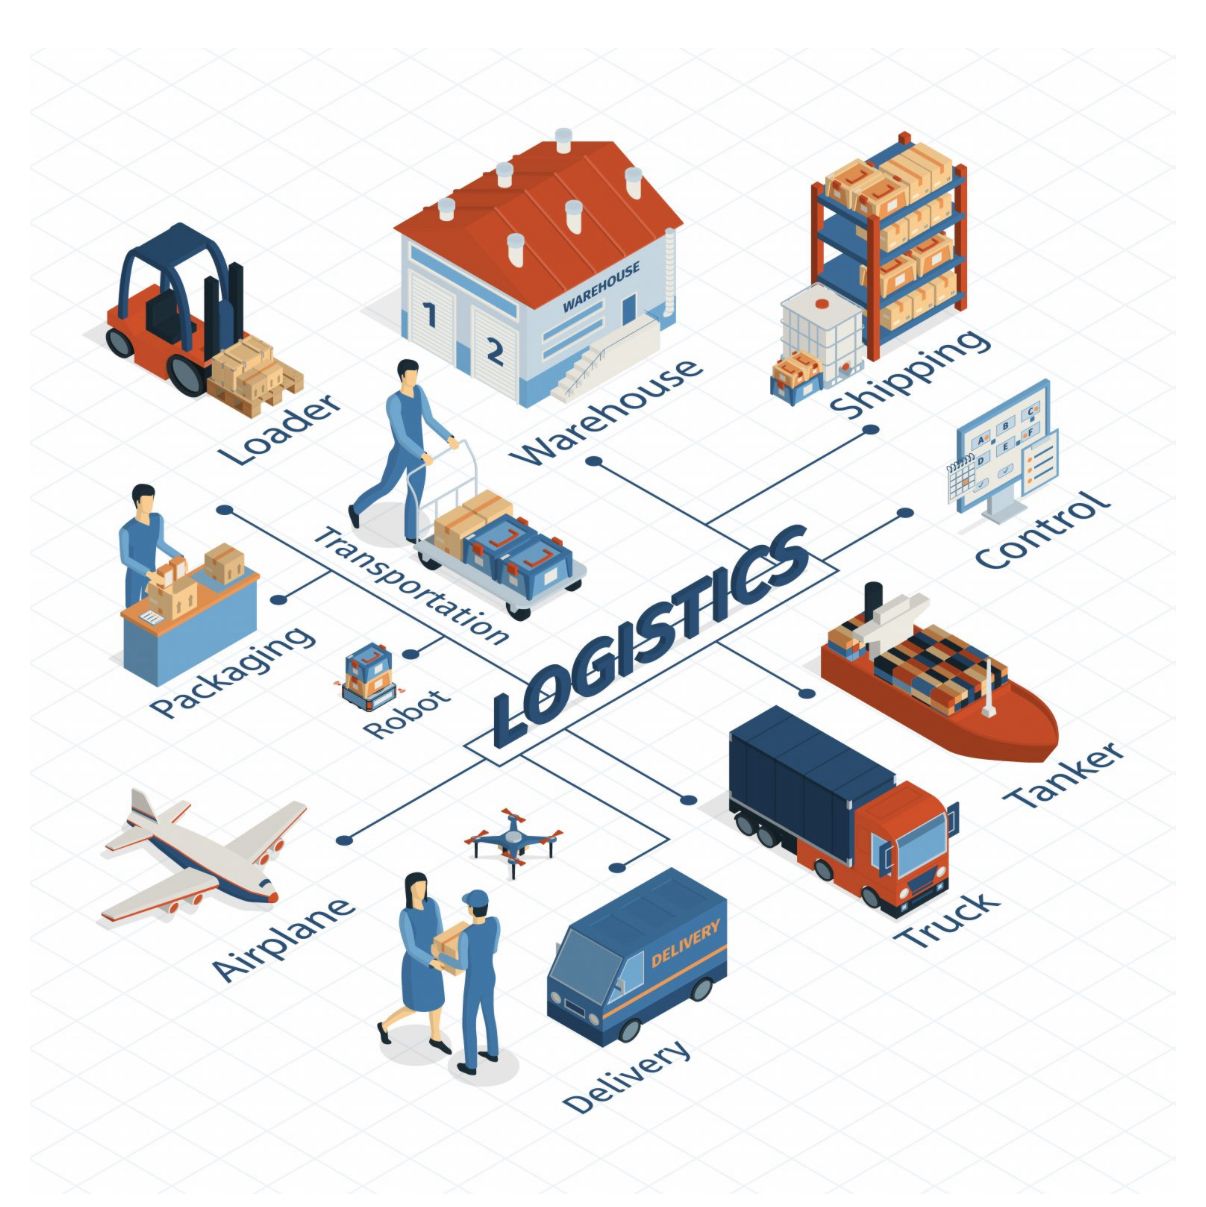 WAREHOUSE
1
2
Loader
Warehouse
Shipping
A
B
C
D
E
F
Control
Transportation
Packaging
Robot
LOGISTICS
Tanker
Truck
Airplane
DELIVERY
Delivery